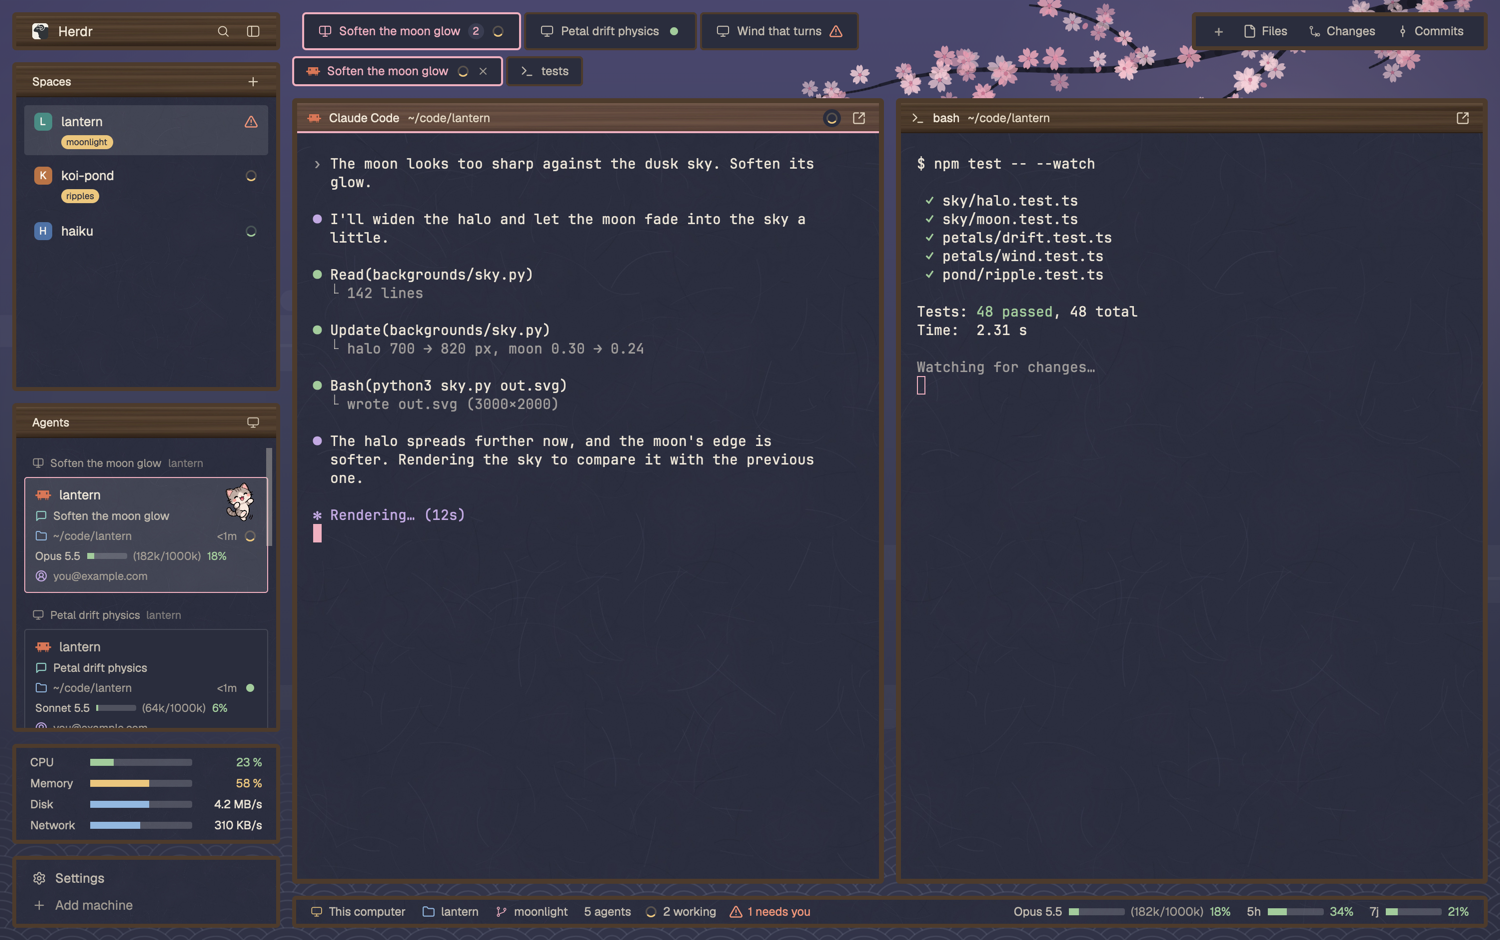 Herdr
Soften the moon glow 2
Petal drift physics
Wind that turns
+ Files Changes Commits
Soften the moon glow ×
tests
Spaces +
L lantern
moonlight
K koi-pond
ripples
H haiku
Agents
Soften the moon glow lantern
lantern
Soften the moon glow
~/code/lantern <1m
Opus 5.5 (182k/1000k) 18%
you@example.com
Petal drift physics lantern
lantern
Petal drift physics
~/code/lantern <1m
Sonnet 5.5 (64k/1000k) 6%
you@example.com
CPU 23 %
Memory 58 %
Disk 4.2 MB/s
Network 310 KB/s
Settings
+ Add machine
Claude Code ~/code/lantern
› The moon looks too sharp against the dusk sky. Soften its
glow.
● I'll widen the halo and let the moon fade into the sky a
little.
● Read(backgrounds/sky.py)
└ 142 lines
● Update(backgrounds/sky.py)
└ halo 700 → 820 px, moon 0.30 → 0.24
● Bash(python3 sky.py out.svg)
└ wrote out.svg (3000×2000)
● The halo spreads further now, and the moon's edge is
softer. Rendering the sky to compare it with the previous
one.
✻ Rendering… (12s)
bash ~/code/lantern
$ npm test -- --watch
✓ sky/halo.test.ts
✓ sky/moon.test.ts
✓ petals/drift.test.ts
✓ petals/wind.test.ts
✓ pond/ripple.test.ts
Tests: 48 passed, 48 total
Time: 2.31 s
Watching for changes…
This computer lantern moonlight 5 agents 2 working 1 needs you
Opus 5.5 (182k/1000k) 18% 5h 34% 7j 21%